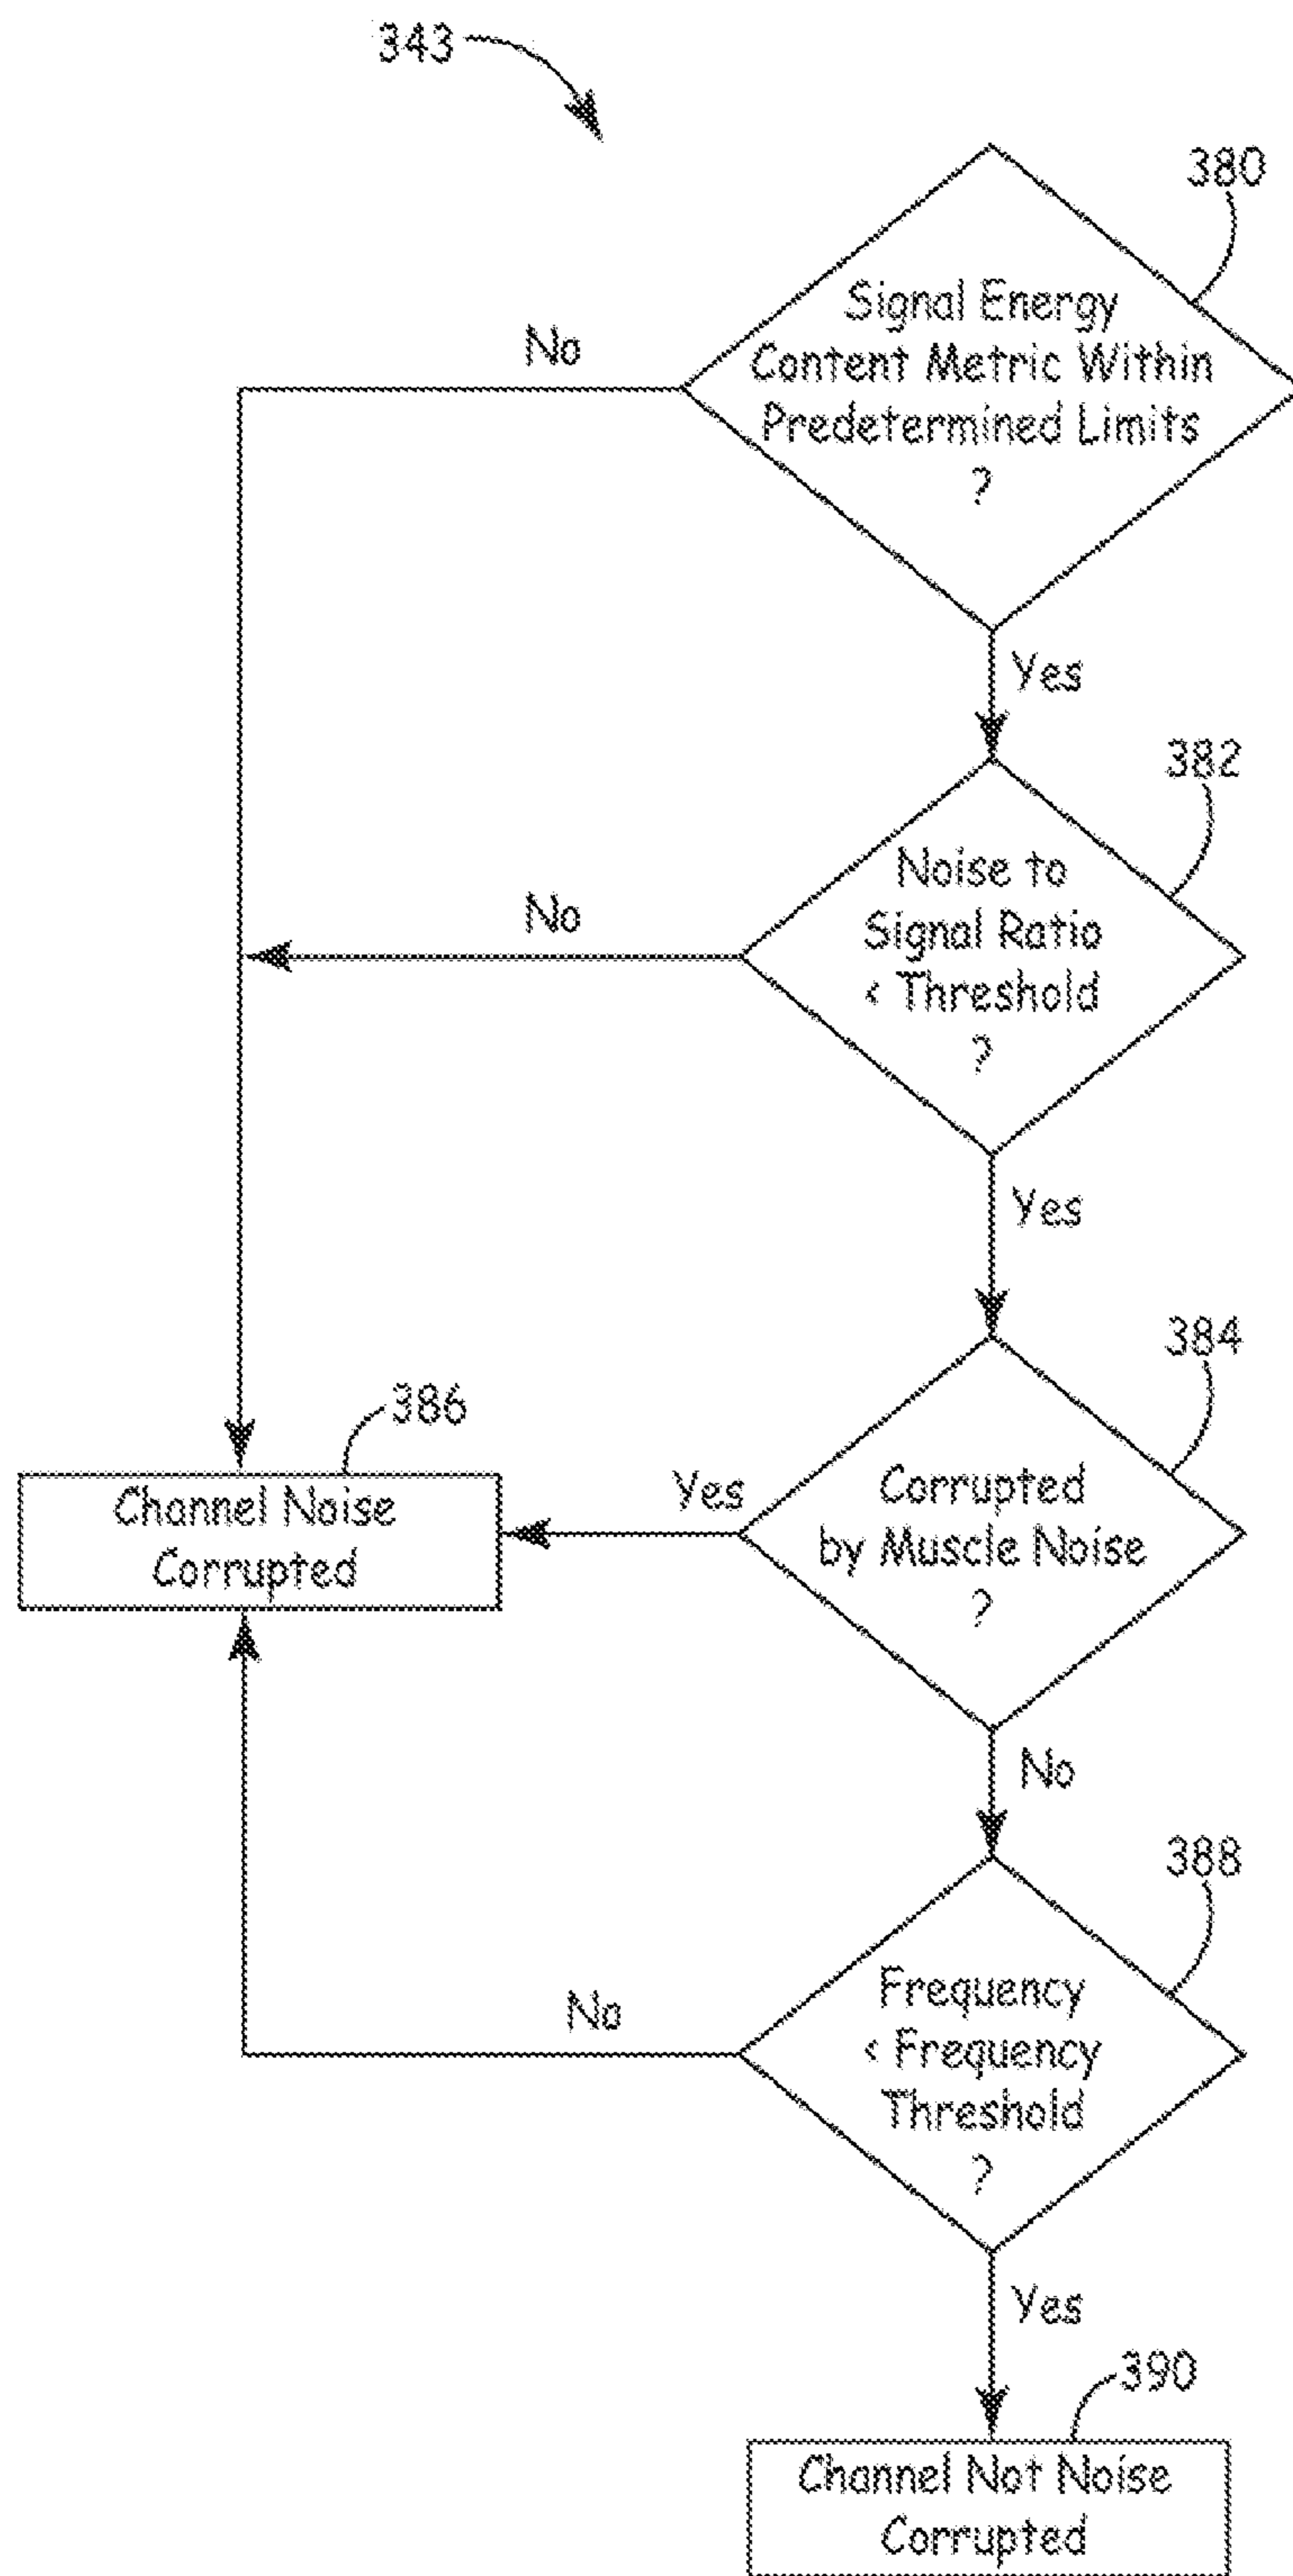 343
380
Signal Energy
Content Metric Within
Predetermined Limits
?
No
Yes
382
Noise to
Signal Ratio
< Threshold
?
No
Yes
384
Corrupted
by Muscle Noise
?
Yes
386
Channel Noise
Corrupted
No
388
Frequency
< Frequency
Threshold
?
No
Yes
390
Channel Not Noise
Corrupted